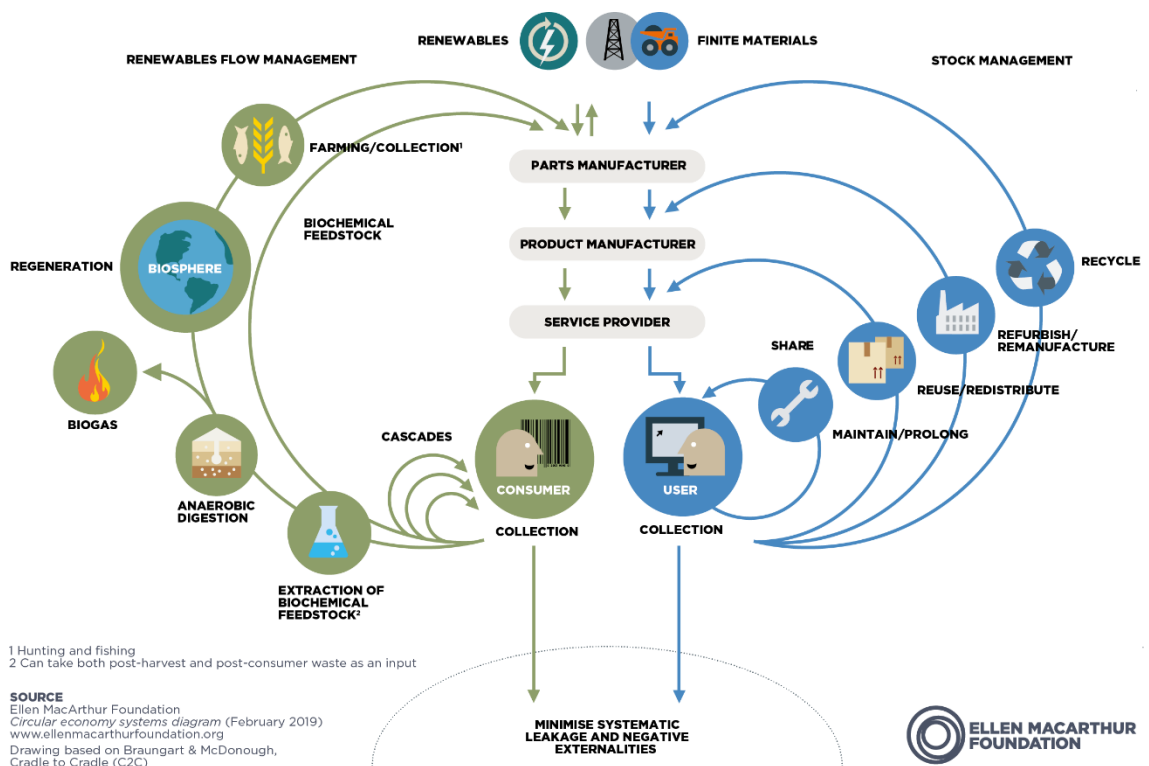 RENEWABLES
FINITE MATERIALS
RENEWABLES FLOW MANAGEMENT
STOCK MANAGEMENT
FARMING/COLLECTION¹
PARTS MANUFACTURER
BIOCHEMICAL
FEEDSTOCK
PRODUCT MANUFACTURER
REGENERATION
BIOSPHERE
RECYCLE
SERVICE PROVIDER
SHARE
REFURBISH/
REMANUFACTURE
REUSE/REDISTRIBUTE
BIOGAS
CASCADES
MAINTAIN/PROLONG
CONSUMER
USER
ANAEROBIC
DIGESTION
COLLECTION
COLLECTION
EXTRACTION OF
BIOCHEMICAL
FEEDSTOCK²
1 Hunting and fishing
2 Can take both post-harvest and post-consumer waste as an input
SOURCE
Ellen MacArthur Foundation
Circular economy systems diagram (February 2019)
www.ellenmacarthurfoundation.org
Drawing based on Braungart & McDonough,
Cradle to Cradle (C2C)
MINIMISE SYSTEMATIC
LEAKAGE AND NEGATIVE
EXTERNALITIES
ELLEN MACARTHUR
FOUNDATION